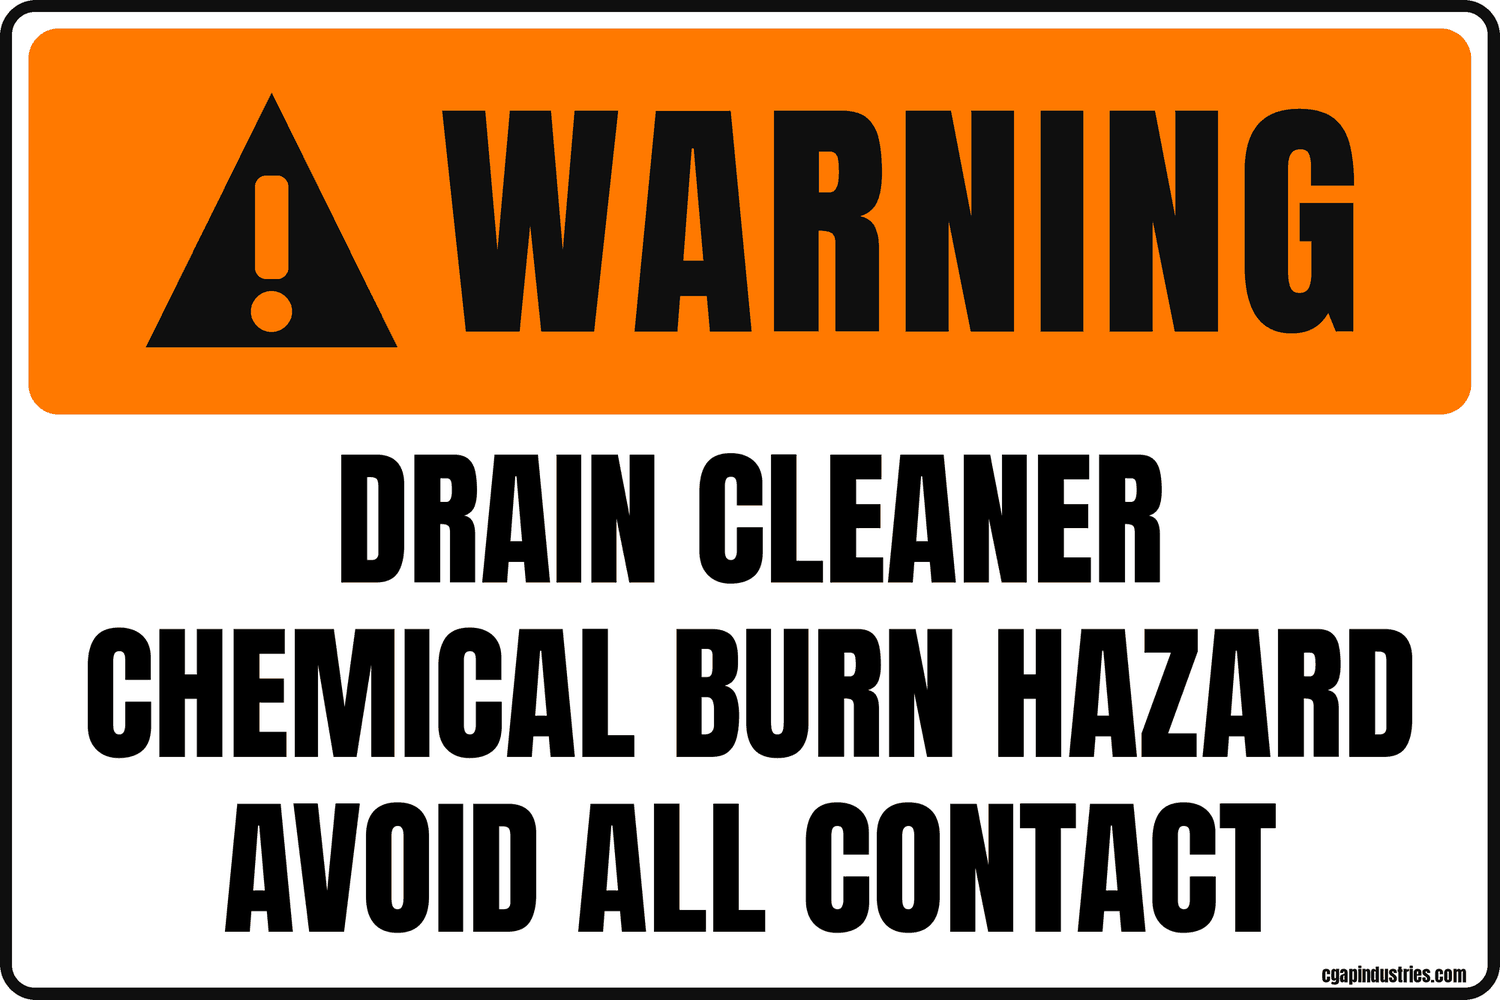 WARNING
DRAIN CLEANER
CHEMICAL BURN HAZARD
AVOID ALL CONTACT
cgapindustries.com